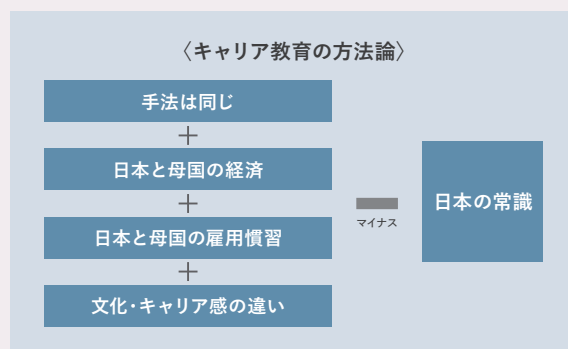 〈キャリア教育の方法論〉
手法は同じ
＋
日本と母国の経済
＋
日本と母国の雇用慣習
＋
文化・キャリア感の違い
マイナス
日本の常識